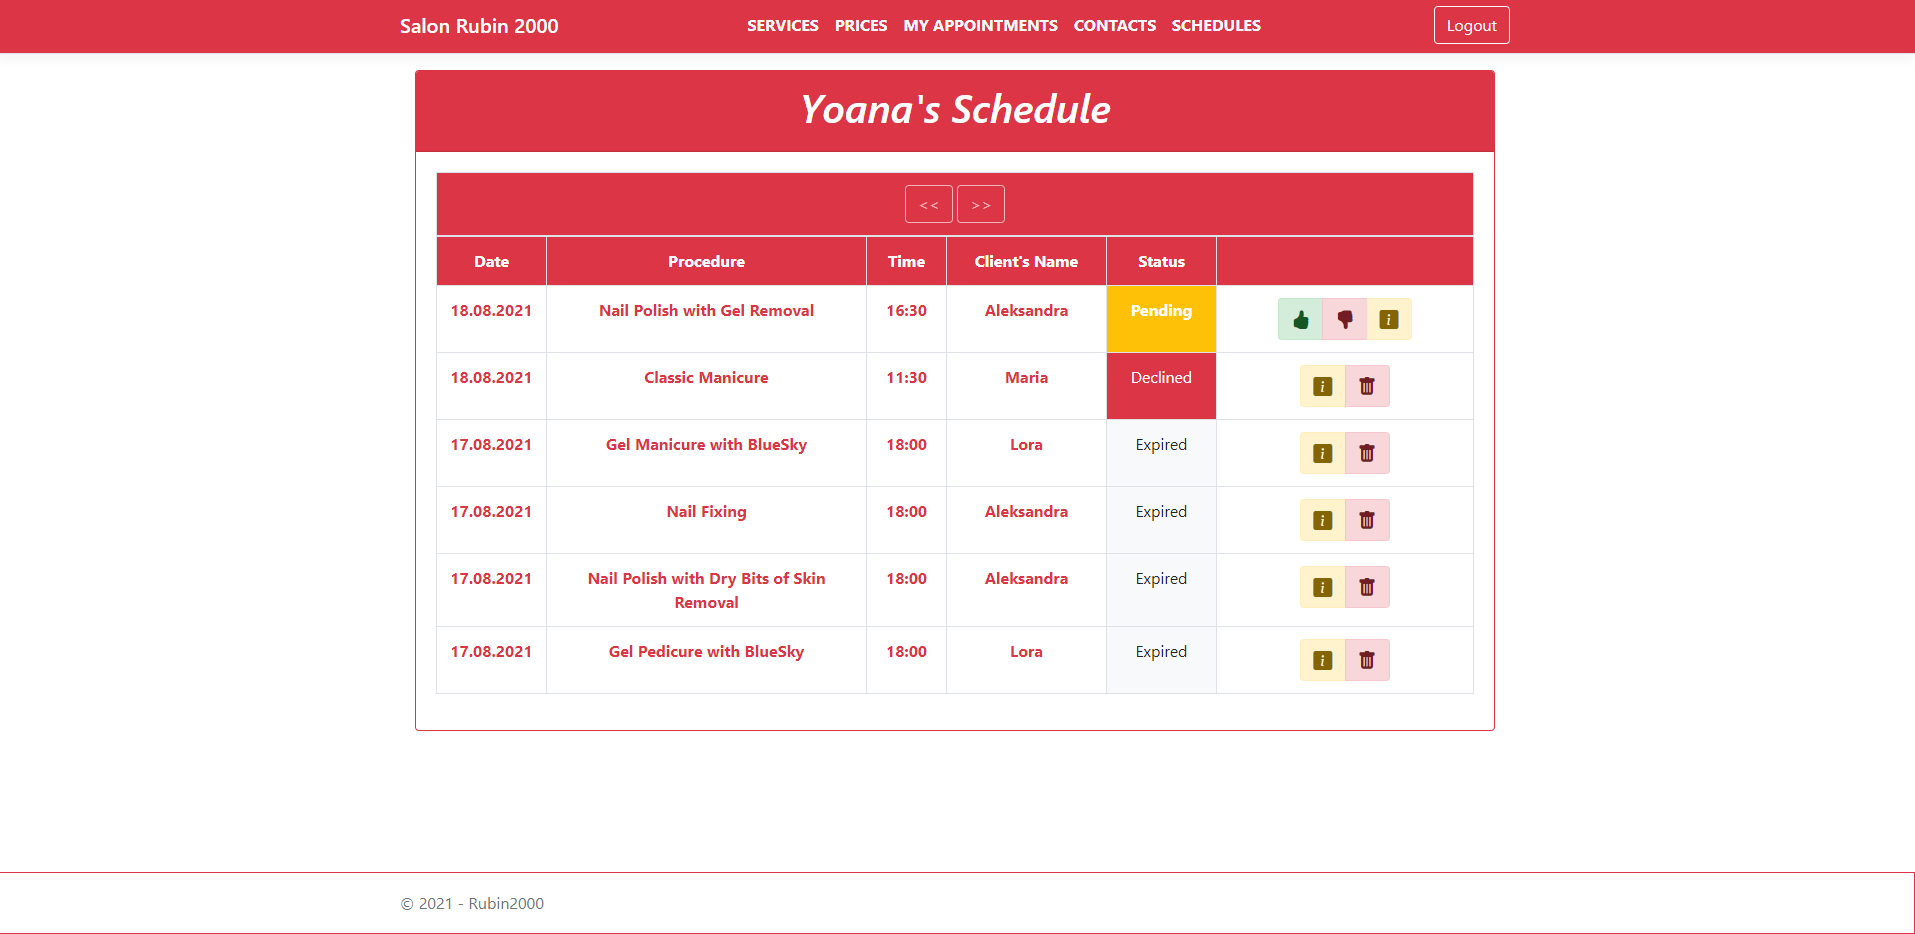 Salon Rubin 2000 SERVICES PRICES MY APPOINTMENTS CONTACTS SCHEDULES Logout
Yoana's Schedule
<< >>
Date Procedure Time Client's Name Status
18.08.2021 Nail Polish with Gel Removal 16:30 Aleksandra Pending
18.08.2021 Classic Manicure 11:30 Maria Declined
17.08.2021 Gel Manicure with BlueSky 18:00 Lora Expired
17.08.2021 Nail Fixing 18:00 Aleksandra Expired
17.08.2021 Nail Polish with Dry Bits of Skin 18:00 Aleksandra Expired
Removal
17.08.2021 Gel Pedicure with BlueSky 18:00 Lora Expired
© 2021 - Rubin2000